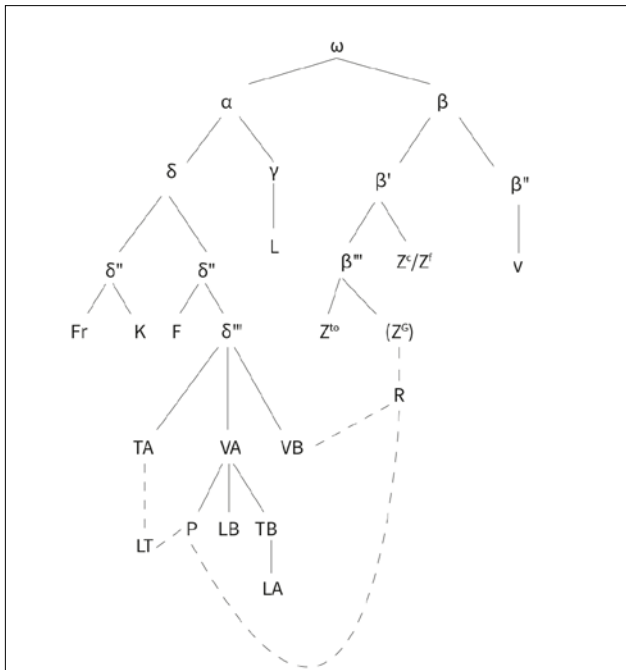 ω
α β
δ γ β' β''
δ'' δ'' L β''' Zᶜ/Zᶠ v
Fr K F δ''' Zᵗᵒ (Zᴳ)
R
TA VA VB
LT P LB TB
LA